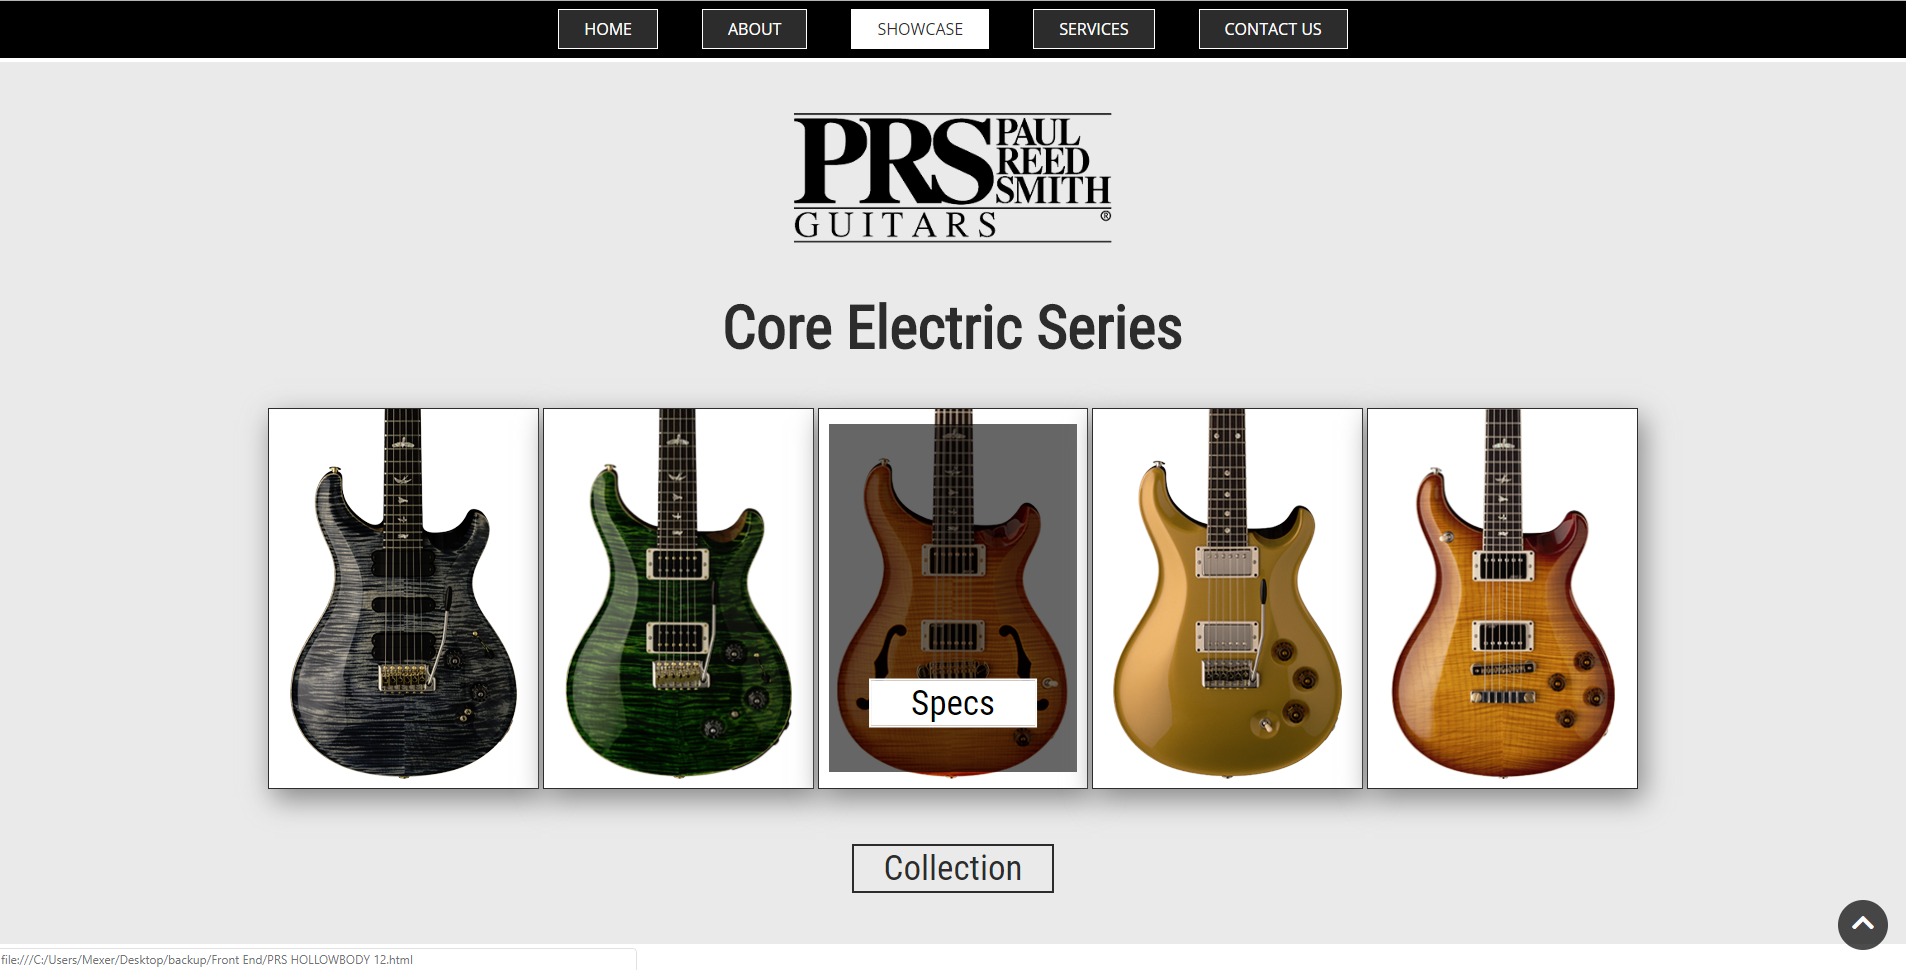 HOME ABOUT SHOWCASE SERVICES CONTACT US
PRS PAUL
REED
SMITH
GUITARS ®
Core Electric Series
Specs
Collection
file:///C:/Users/Mexer/Desktop/backup/Front End/PRS HOLLOWBODY 12.html